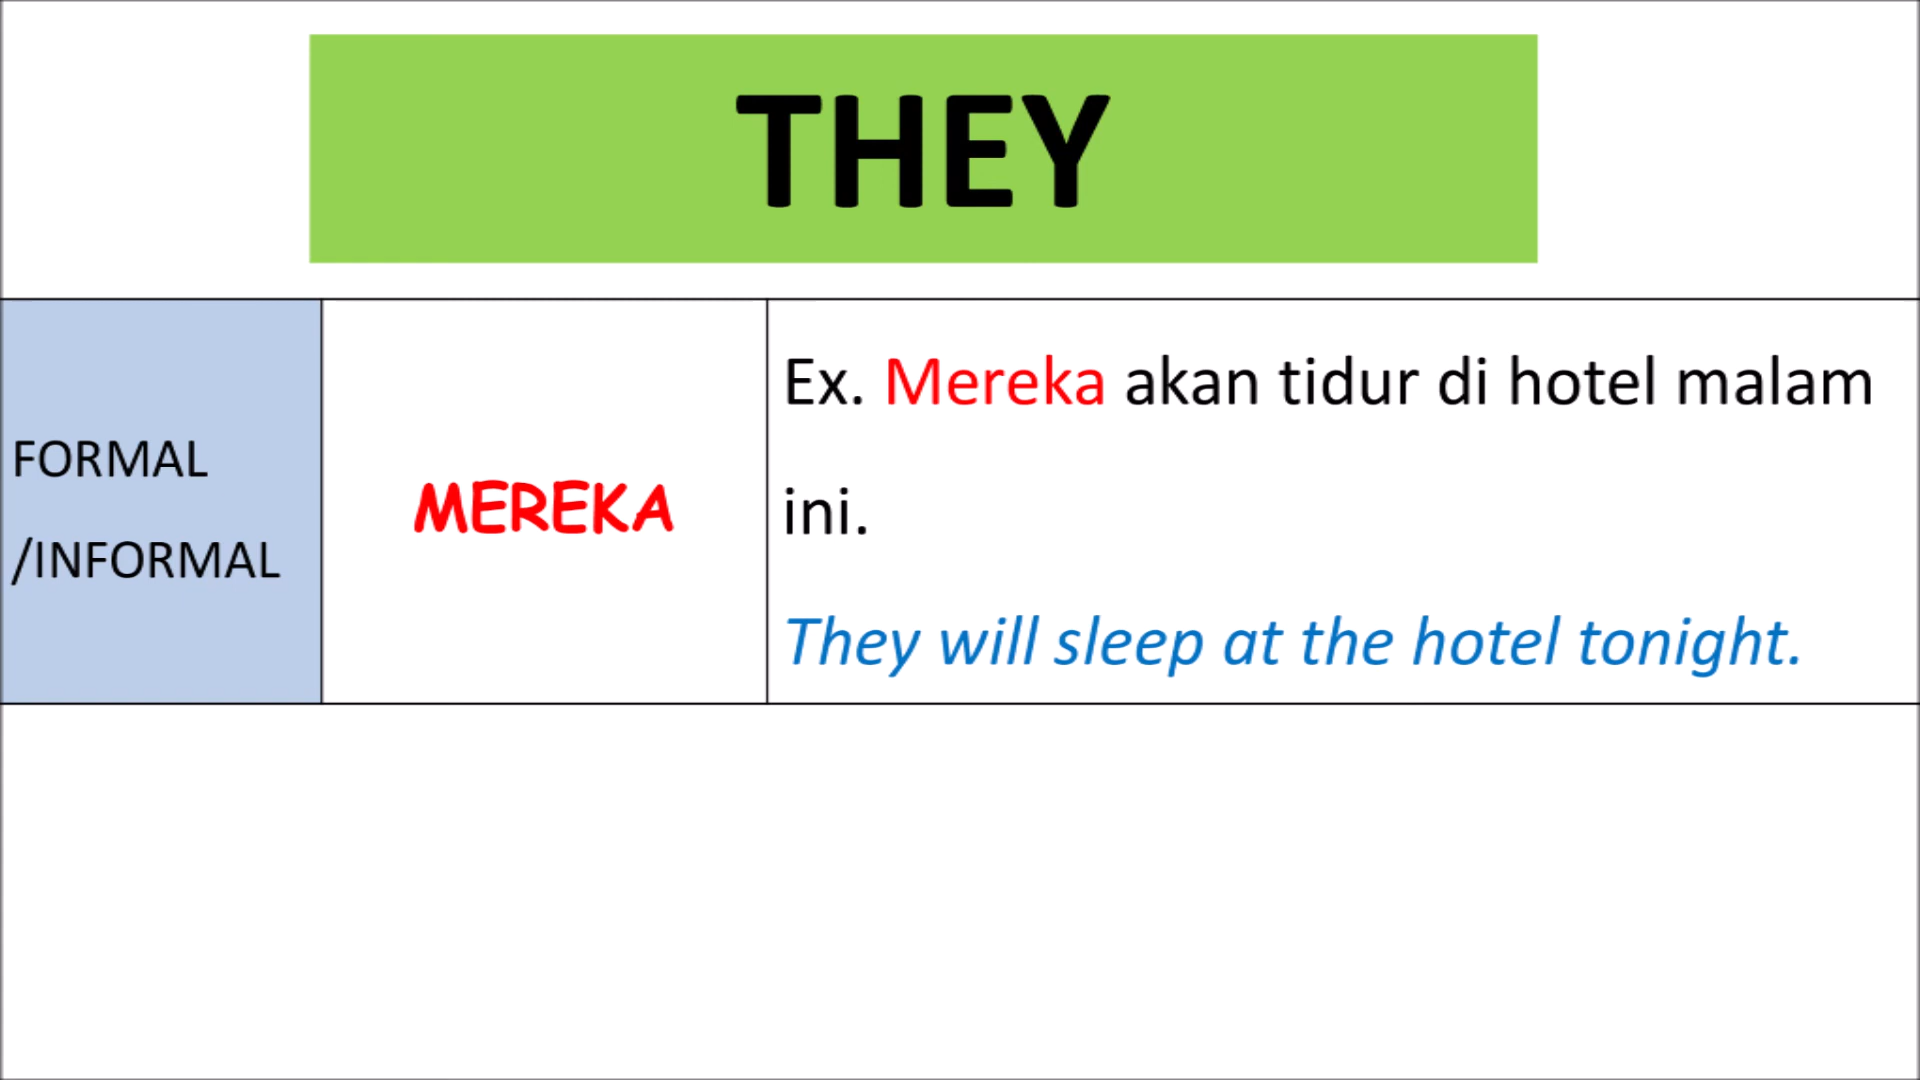 THEY
FORMAL
/INFORMAL
MEREKA
Ex. Mereka akan tidur di hotel malam
ini.
They will sleep at the hotel tonight.